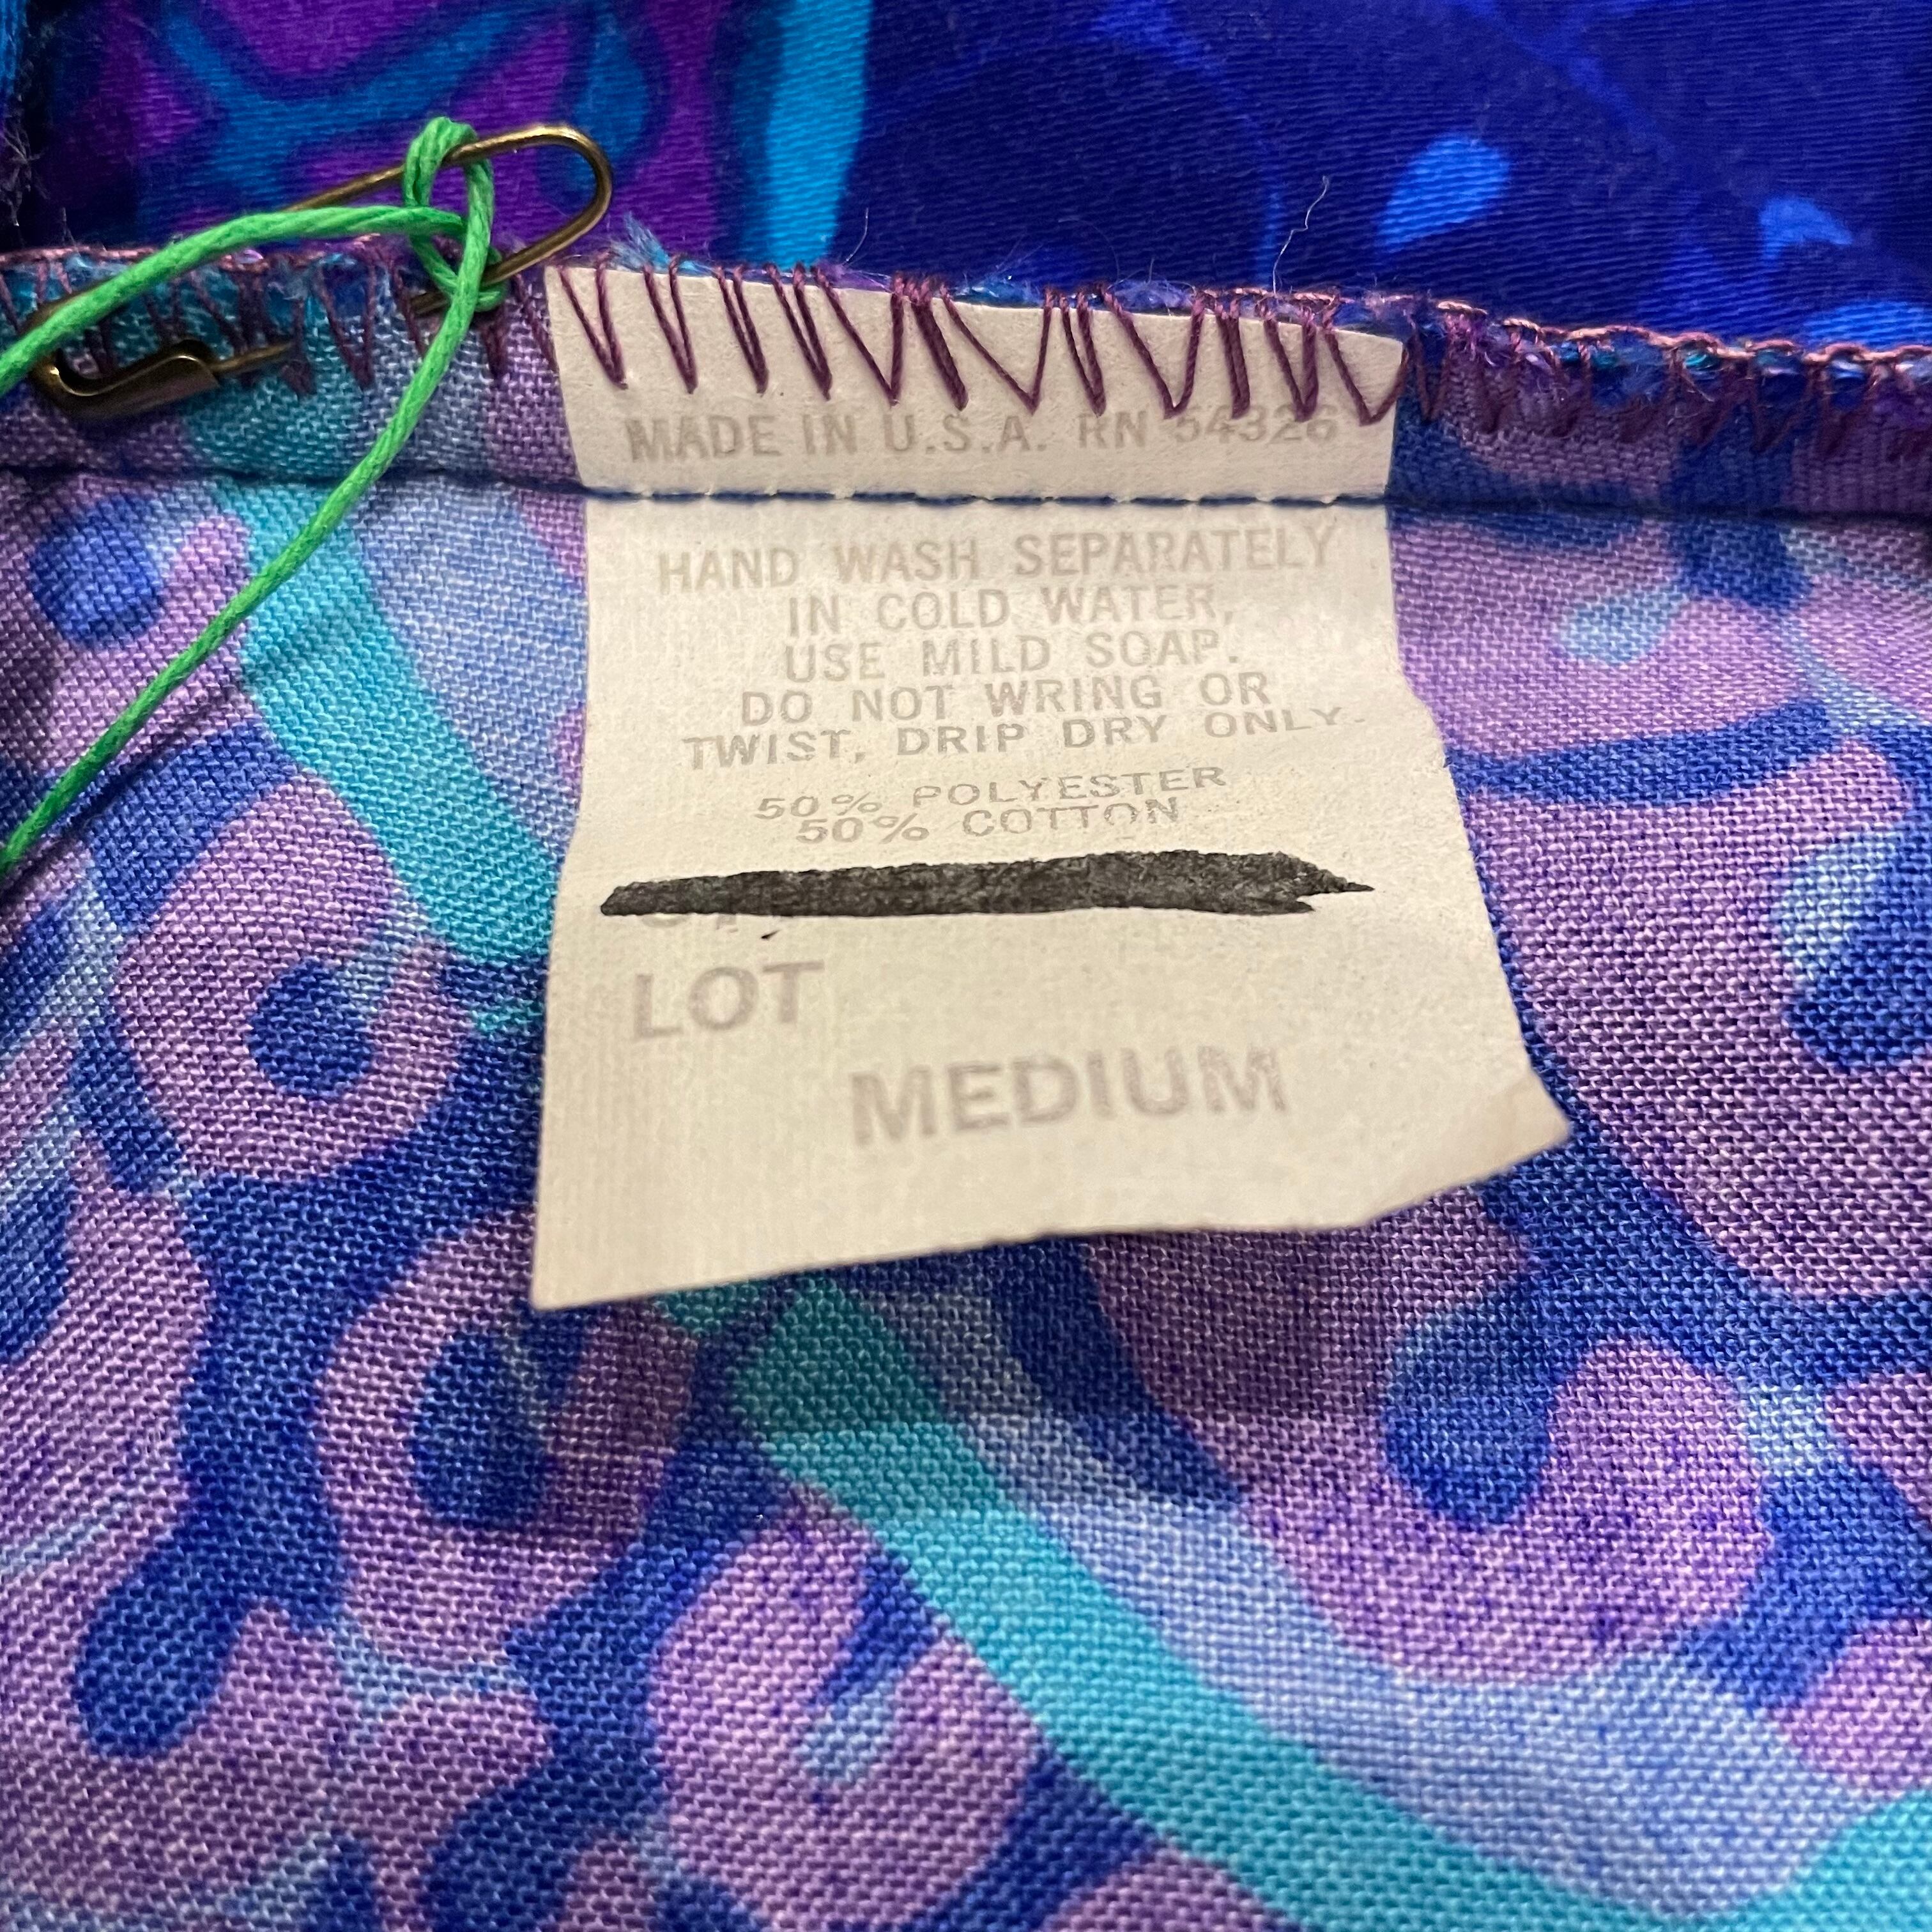 MADE IN U.S.A. RN 54326
HAND WASH SEPARATELY
IN COLD WATER,
USE MILD SOAP.
DO NOT WRING OR
TWIST, DRIP DRY ONLY.
50% POLYESTER
50% COTTON
LOT
MEDIUM